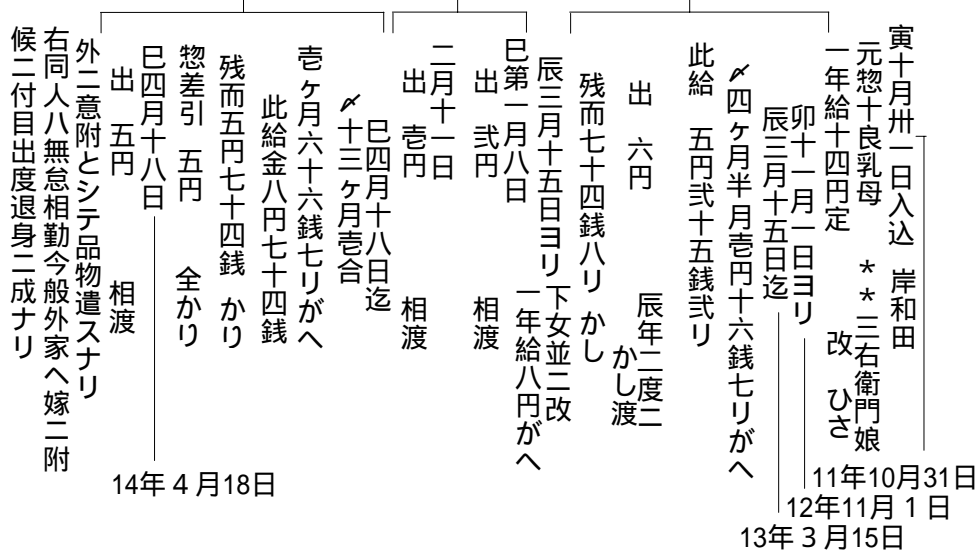 寅十月卅一日入込　岸和田
元惣十良乳母　＊＊三右衛門娘
一年給十四円定　改　ひさ
卯十一月一日ヨリ
辰三月十五日迄
〆四ヶ月半月壱円十六銭七リがへ
此給　五円弐十五銭弐リ
出　六円　辰年二度ニかし渡
残而七十四銭八リ　かし
辰三月十五日ヨリ下女並ニ改
一年給八円がへ
巳第一月八日
出　弐円　相渡
二月十一日
出　壱円　相渡
巳四月十八日迄
〆十三ヶ月壱合
壱ヶ月六十六銭七リがへ
此給金八円七十四銭
残而五円七十四銭　かり
惣差引　五円　全かり
巳四月十八日
出　五円　相渡
外ニ意附とシテ品物遣スナリ
右同人八無怠相勤今般外家へ嫁ニ附
候ニ付目出度退身ニ成ナリ
11年10月31日
12年11月１日
13年３月15日
14年４月18日